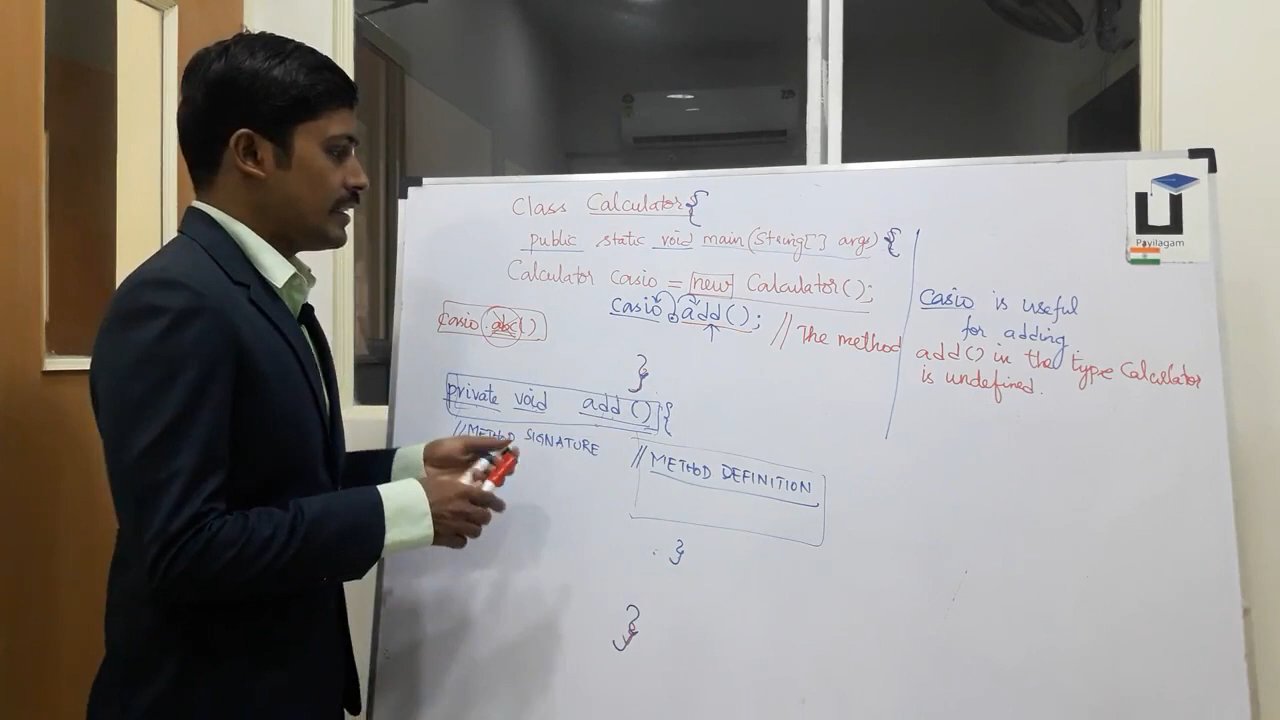 Class Calculator{
public static void main(String[] args) {
Calculator casio = new Calculator();
casio.add(); // The method add() in the type Calculator
is undefined.
casio.abc()
}
private void add() {
//METHOD SIGNATURE
// METHOD DEFINITION
}
}
casio is useful
for adding.
Payilagam